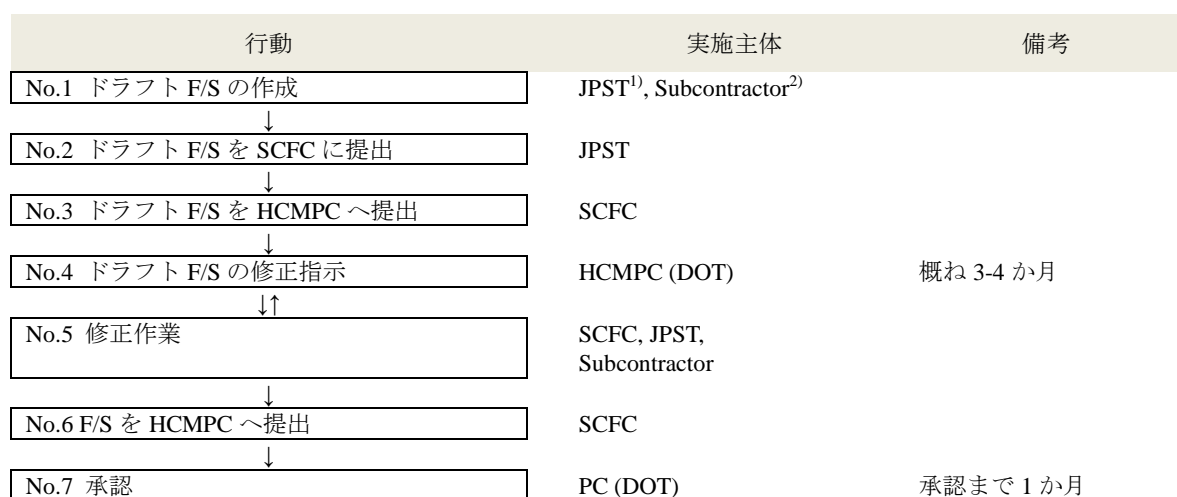 行動 実施主体 備考
No.1 ドラフト F/S の作成 JPST1), Subcontractor2)
↓
No.2 ドラフト F/S を SCFC に提出 JPST
↓
No.3 ドラフト F/S を HCMPC へ提出 SCFC
↓
No.4 ドラフト F/S の修正指示 HCMPC (DOT) 概ね 3-4 か月
↓↑
No.5 修正作業 SCFC, JPST,
Subcontractor
↓
No.6 F/S を HCMPC へ提出 SCFC
↓
No.7 承認 PC (DOT) 承認まで 1 か月